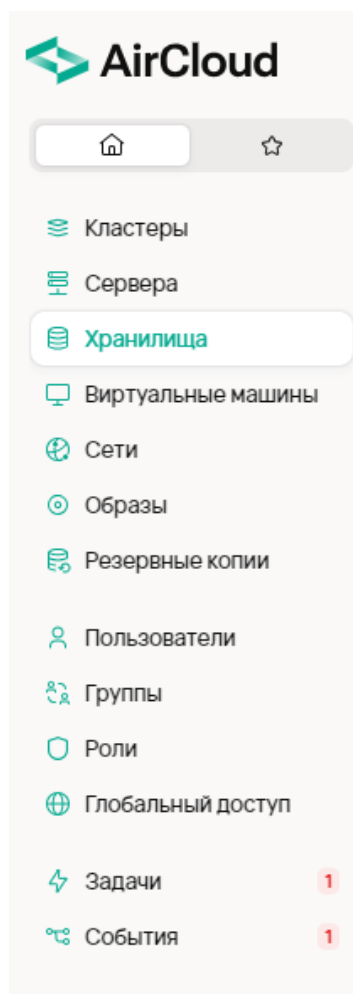 AirCloud
Кластеры
Сервера
Хранилища
Виртуальные машины
Сети
Образы
Резервные копии
Пользователи
Группы
Роли
Глобальный доступ
Задачи 1
События 1